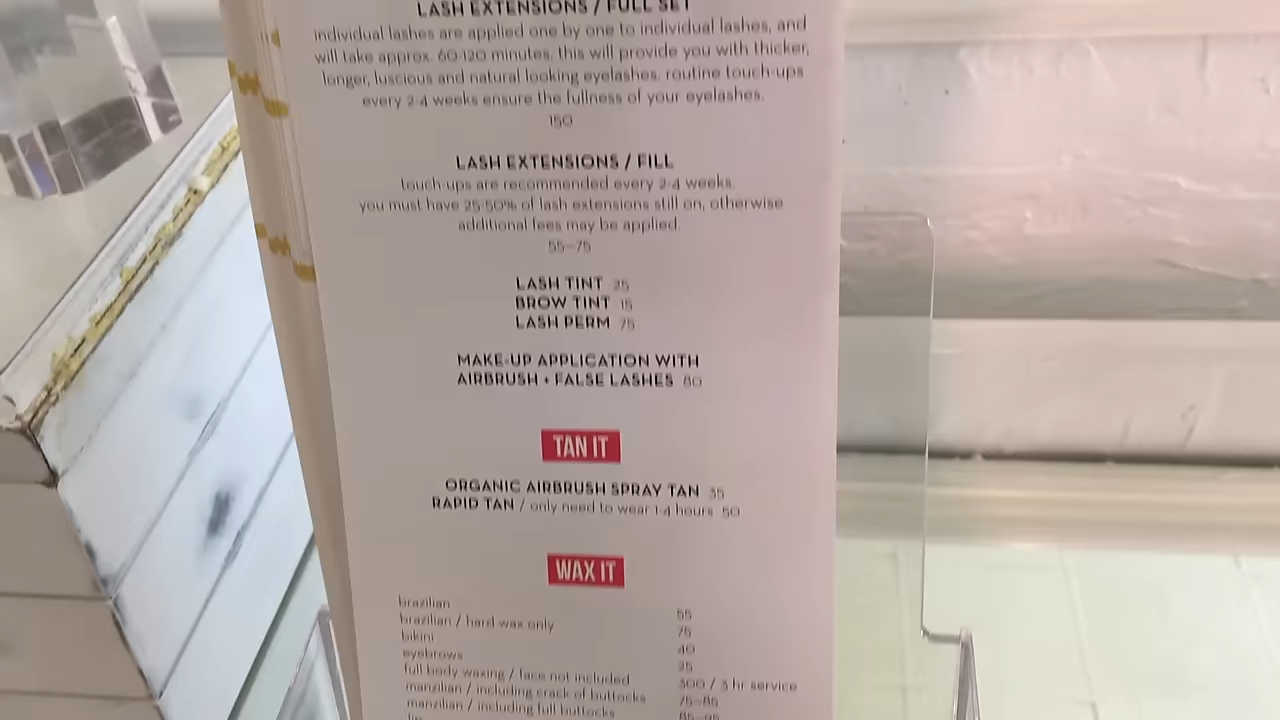 LASH EXTENSIONS / FULL SET
individual lashes are applied one by one to individual lashes, and
will take approx. 60-120 minutes. this will provide you with thicker,
longer, luscious and natural looking eyelashes. routine touch-ups
every 2-4 weeks ensure the fullness of your eyelashes.
150
LASH EXTENSIONS / FILL
touch-ups are recommended every 2-4 weeks.
you must have 25-50% of lash extensions still on, otherwise
additional fees may be applied.
55-75
LASH TINT 25
BROW TINT 15
LASH PERM 75
MAKE-UP APPLICATION WITH
AIRBRUSH + FALSE LASHES 80
TAN IT
ORGANIC AIRBRUSH SPRAY TAN 35
RAPID TAN / only need to wear 1-4 hours 50
WAX IT
brazilian 55
brazilian / hard wax only 75
bikini 40
eyebrows 25
full body waxing / face not included 300 / 3 hr service
manzilian / including crack of buttocks 75-85
manzilian / including full buttocks 85-95
lip